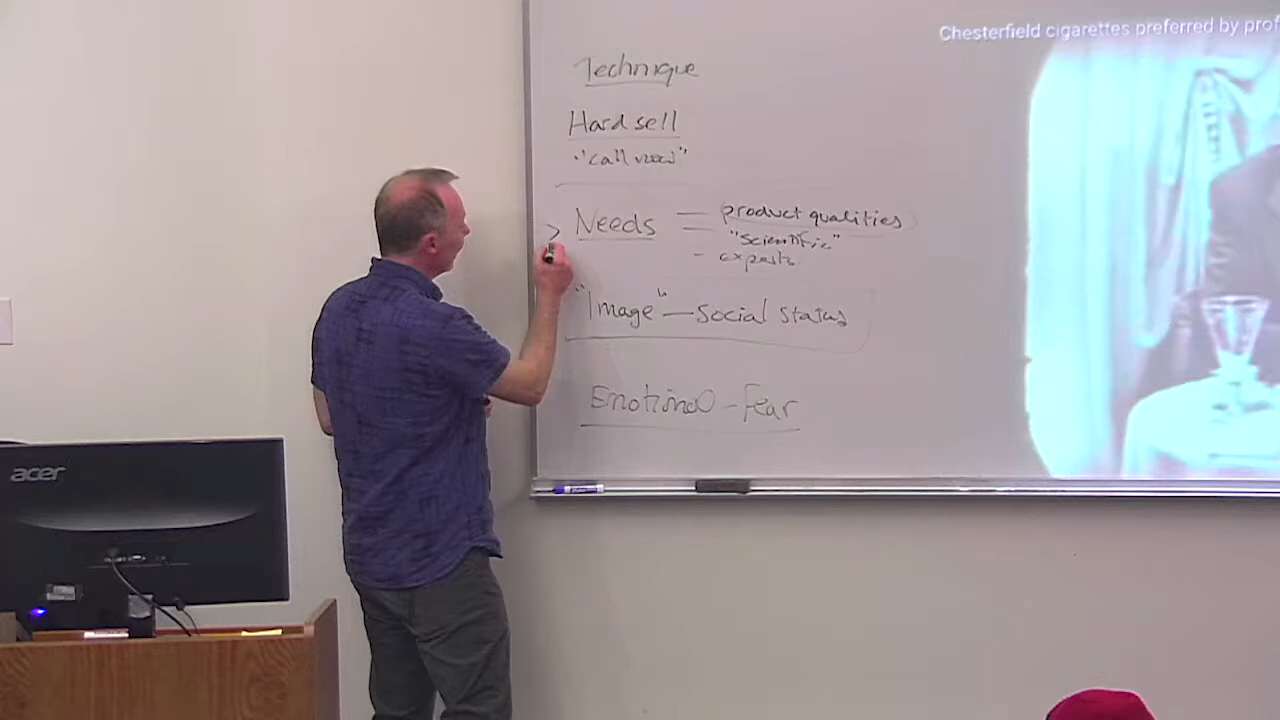 Chesterfield cigarettes preferred by prof
Technique
Hard sell
"call now"
> Needs — product qualities
— "Scientific"
- experts
"Image" — Social Status
Emotional - Fear
acer